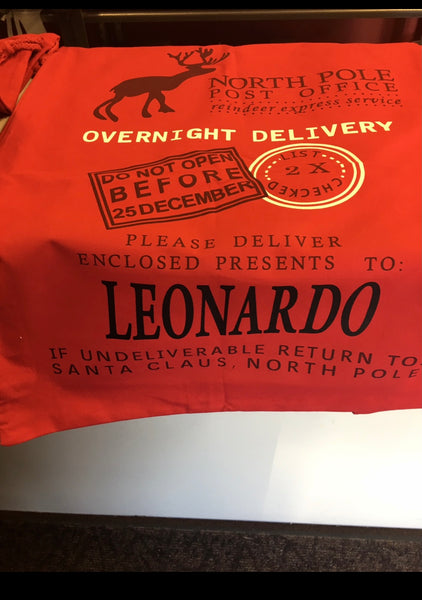 NORTH POLE
POST OFFICE
reindeer express service
OVERNIGHT DELIVERY
DO NOT OPEN
BEFORE
25 DECEMBER
LIST
2 X
CHECKED
PLEASE DELIVER
ENCLOSED PRESENTS TO:
LEONARDO
IF UNDELIVERABLE RETURN TO
SANTA CLAUS, NORTH POLE